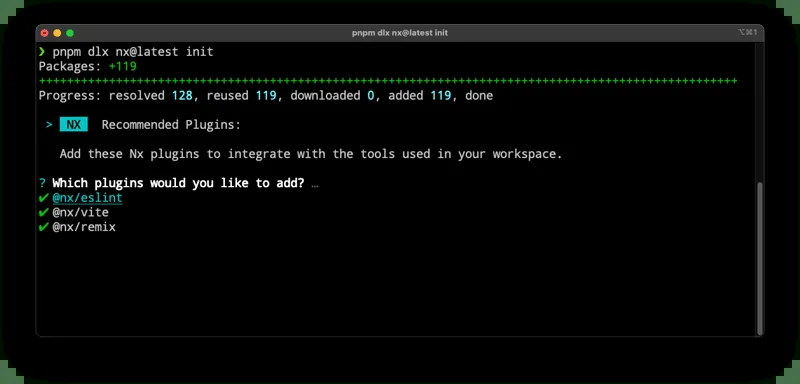 pnpm dlx nx@latest init
⌥⌘1
❯ pnpm dlx nx@latest init
Packages: +119
++++++++++++++++++++++++++++++++++++++++++++++++++++++++++++++++++++++++++++++++++++++++++++++++++++
Progress: resolved 128, reused 119, downloaded 0, added 119, done
> NX Recommended Plugins:
Add these Nx plugins to integrate with the tools used in your workspace.
? Which plugins would you like to add? …
✔ @nx/eslint
✔ @nx/vite
✔ @nx/remix